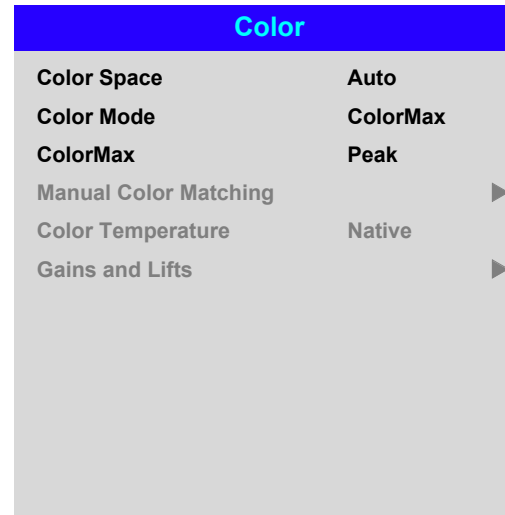 Color
Color Space Auto
Color Mode ColorMax
ColorMax Peak
Manual Color Matching
Color Temperature Native
Gains and Lifts